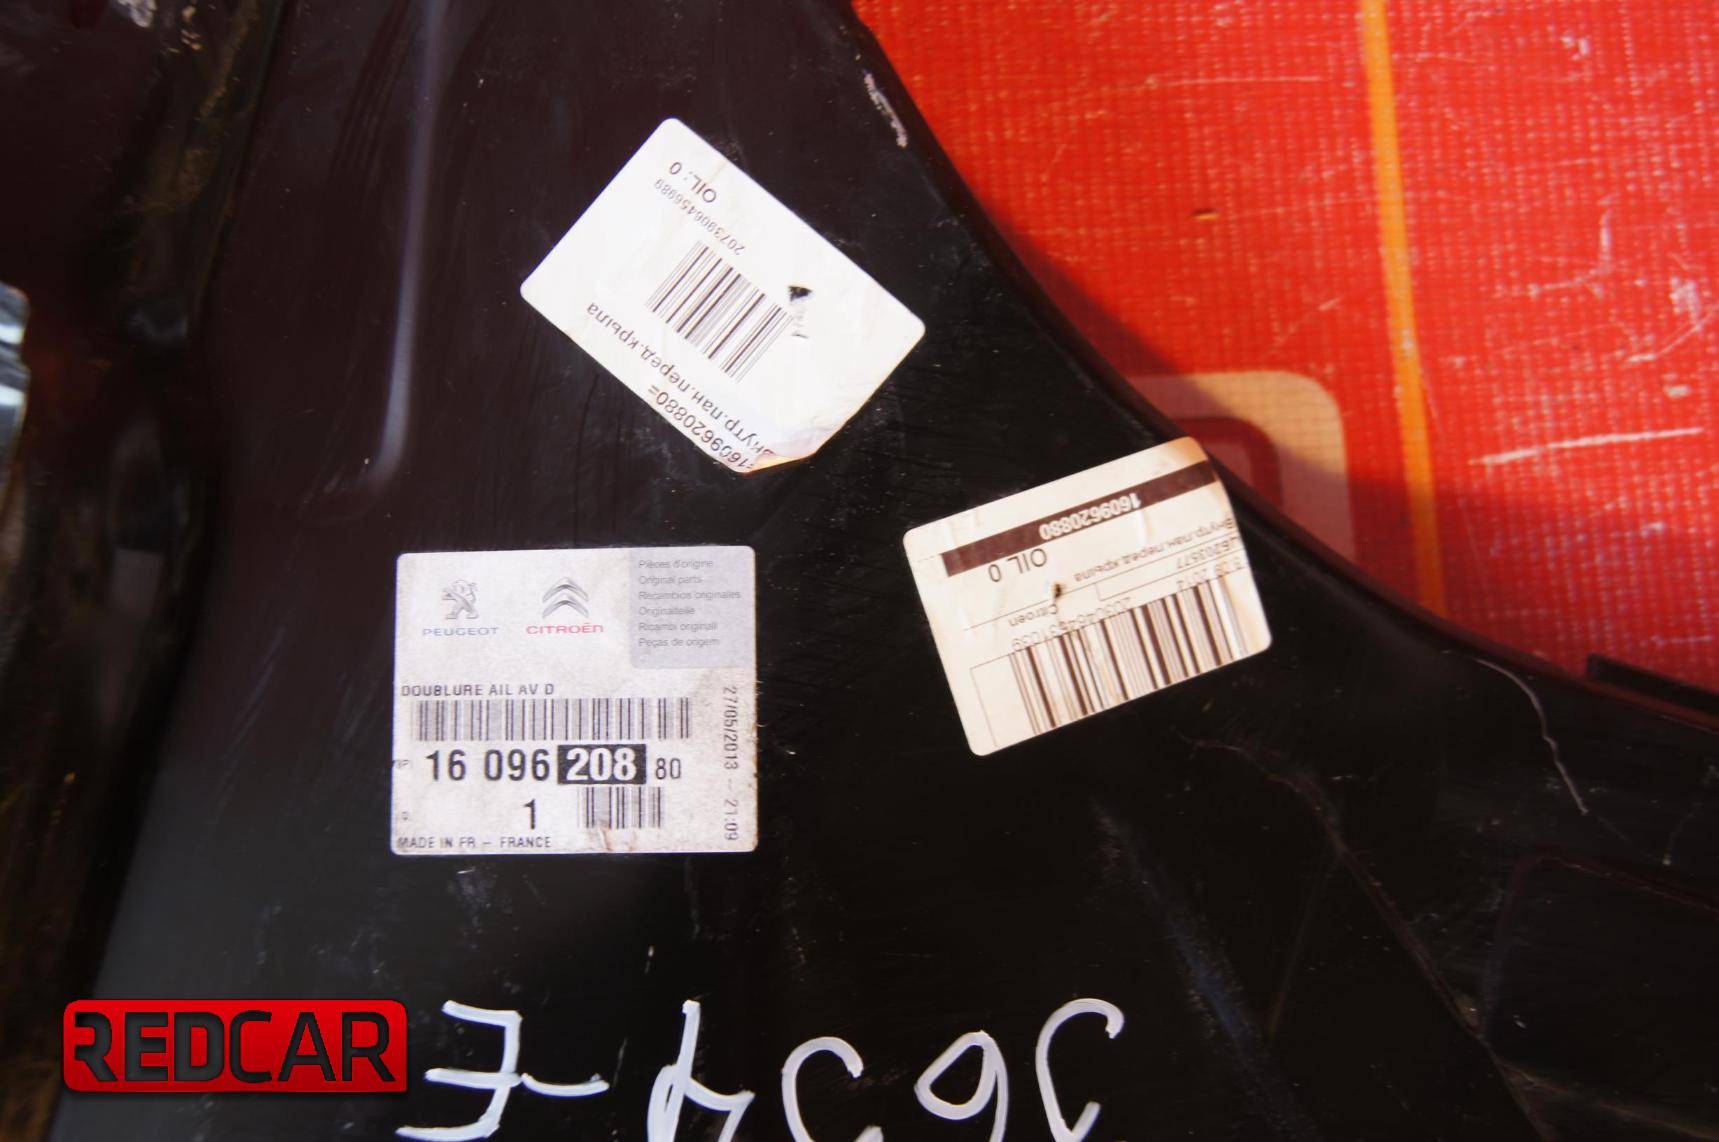 OIL: 0
2073906456989
Внутр.пан.перед.крыла
=1609620880=
1609620880
OIL 0
Внутр.пан.перед.крыла
Citroen
2030464531039
PEUGEOT
CITROËN
Pièces d'origine
Original parts
Recambios originales
Originalteile
Ricambi originali
Peças de origem
DOUBLURE AIL AV D
16 096 208 80
1
MADE IN FR - FRANCE
27/05/2013 - 21:09
REDCAR